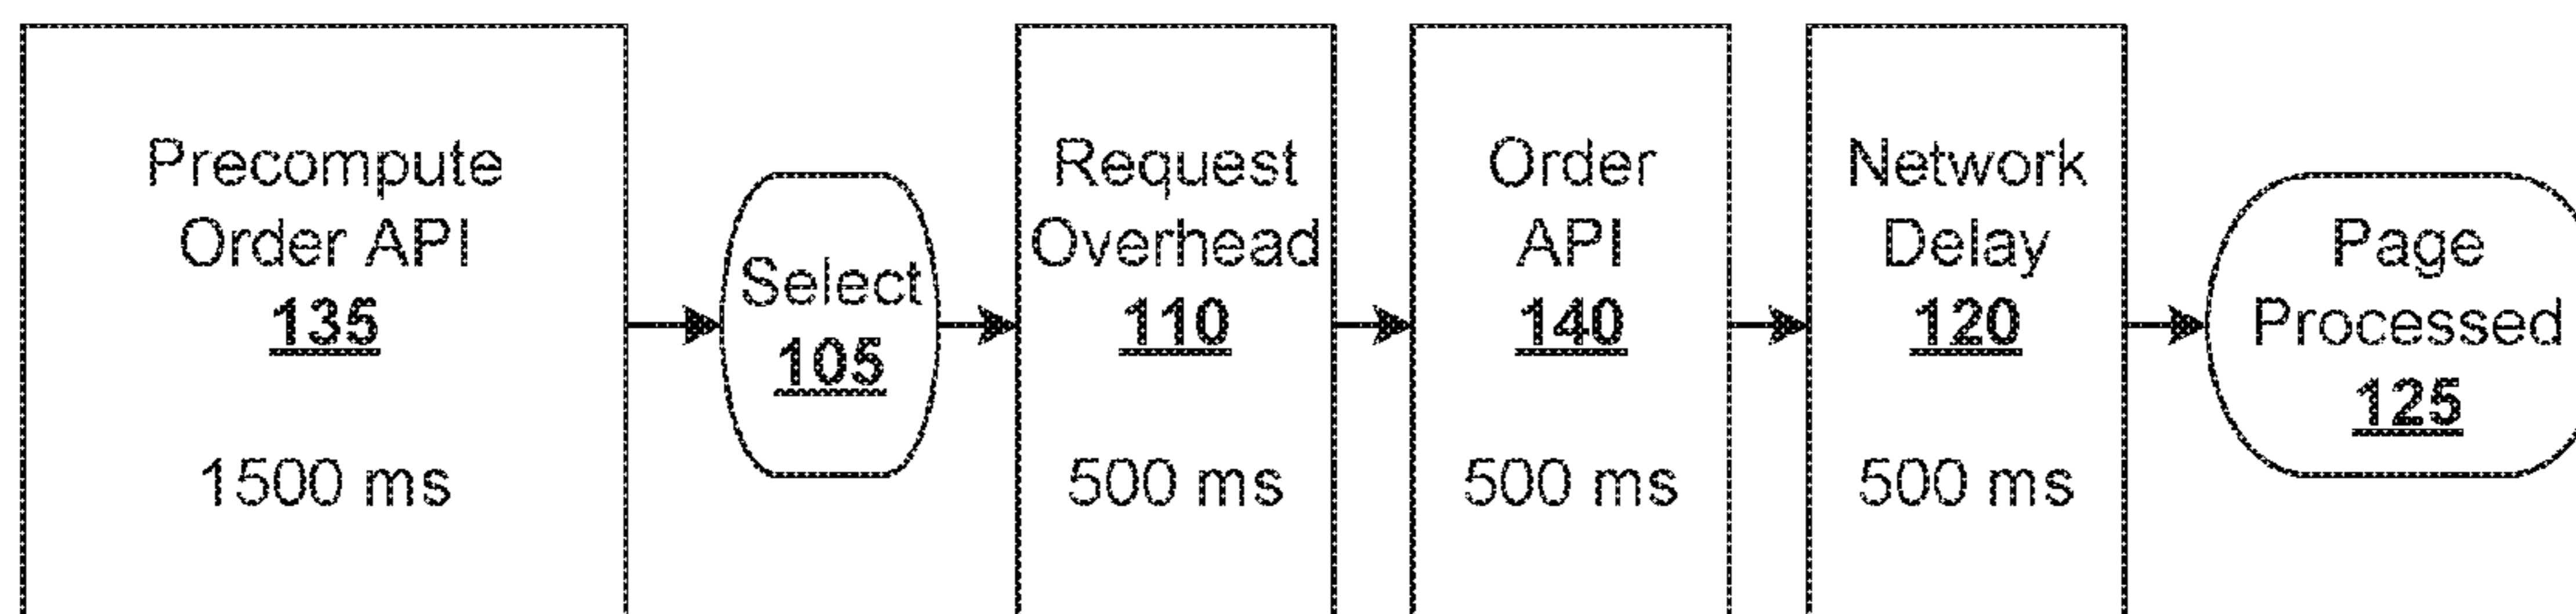 Precompute
Order API
135
1500 ms
Select
105
Request
Overhead
110
500 ms
Order
API
140
500 ms
Network
Delay
120
500 ms
Page
Processed
125